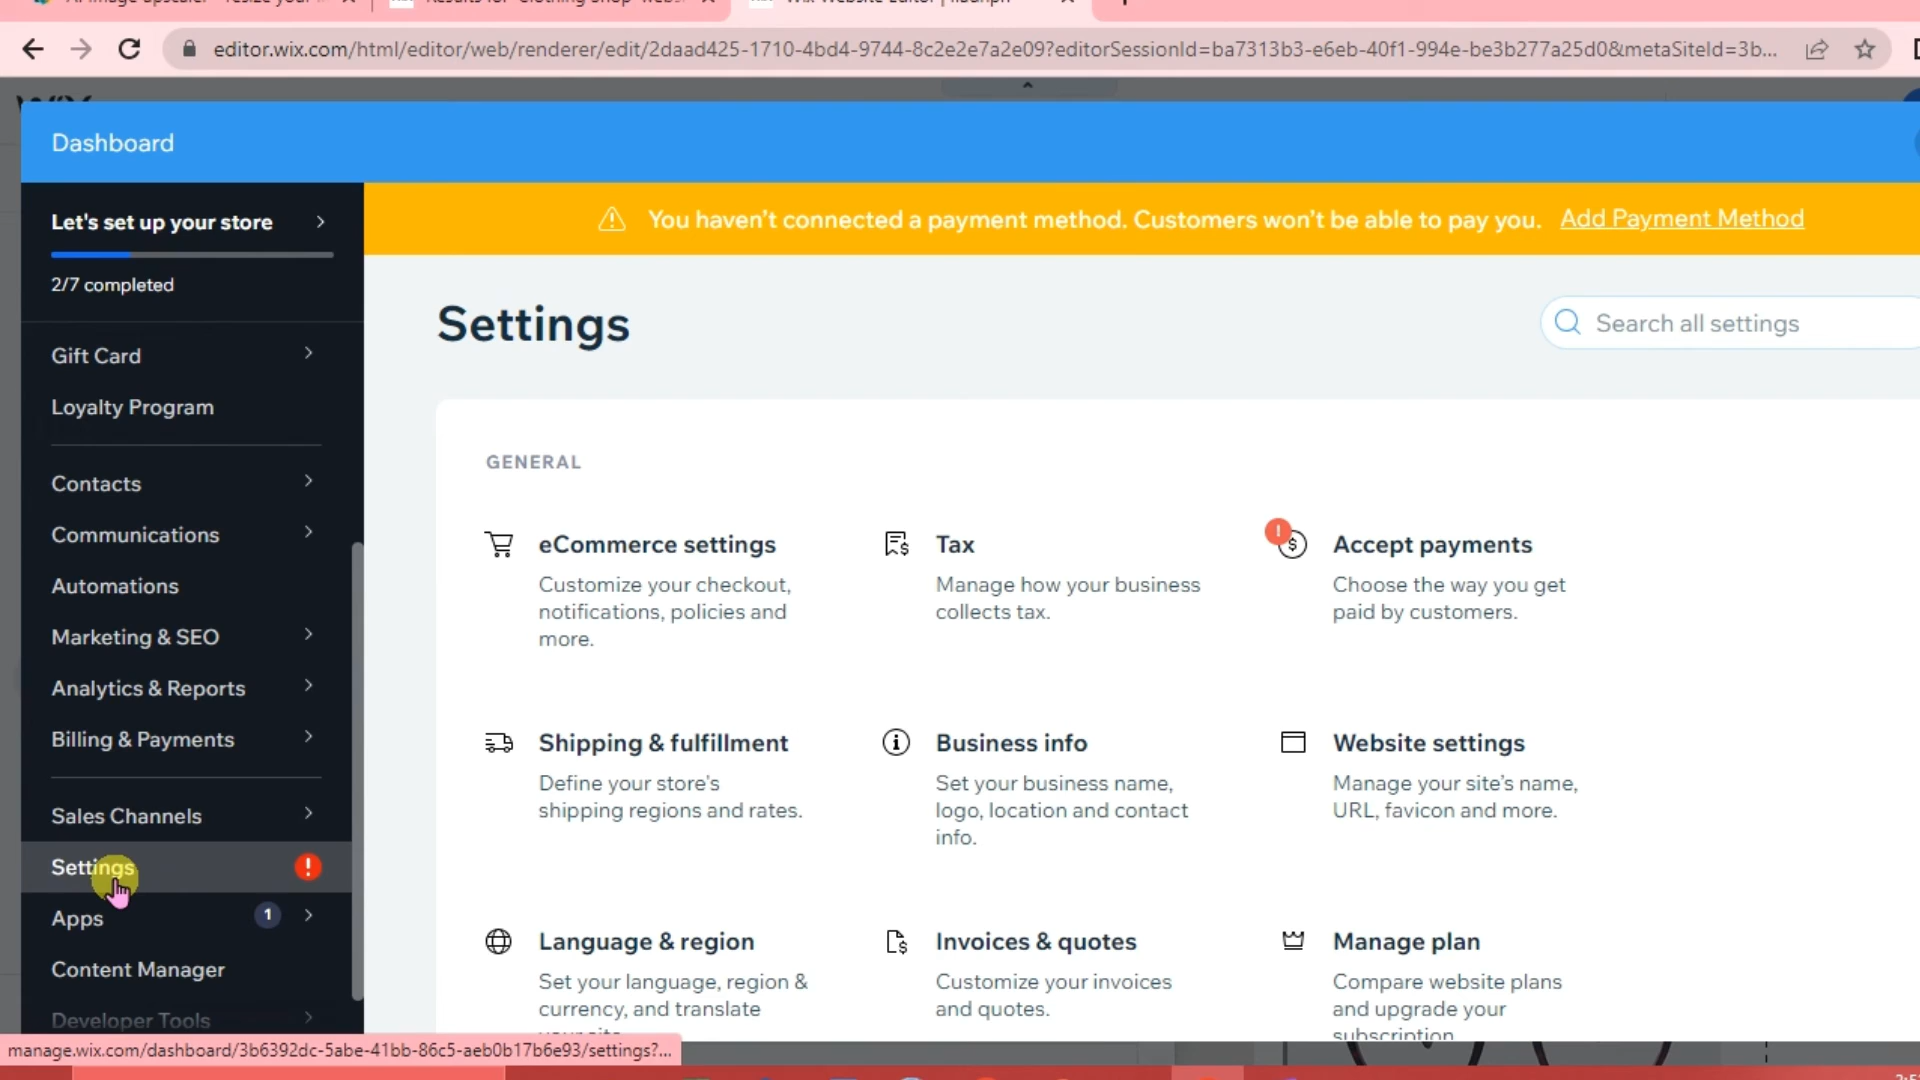 editor.wix.com/html/editor/web/renderer/edit/2daad425-1710-4bd4-9744-8c2e2e7a2e09?editorSessionId=ba7313b3-e6eb-40f1-994e-be3b277a25d0&metaSiteId=3b...
Dashboard
Let's set up your store
2/7 completed
You haven't connected a payment method. Customers won't be able to pay you. Add Payment Method
Settings
Search all settings
Gift Card
Loyalty Program
Contacts
Communications
Automations
Marketing & SEO
Analytics & Reports
Billing & Payments
Sales Channels
Settings
Apps 1
Content Manager
Developer Tools
GENERAL
eCommerce settings
Customize your checkout,
notifications, policies and
more.
Tax
Manage how your business
collects tax.
Accept payments
Choose the way you get
paid by customers.
Shipping & fulfillment
Define your store's
shipping regions and rates.
Business info
Set your business name,
logo, location and contact
info.
Website settings
Manage your site's name,
URL, favicon and more.
Language & region
Set your language, region &
currency, and translate
Invoices & quotes
Customize your invoices
and quotes.
Manage plan
Compare website plans
and upgrade your
subscription
manage.wix.com/dashboard/3b6392dc-5abe-41bb-86c5-aeb0b17b6e93/settings?...